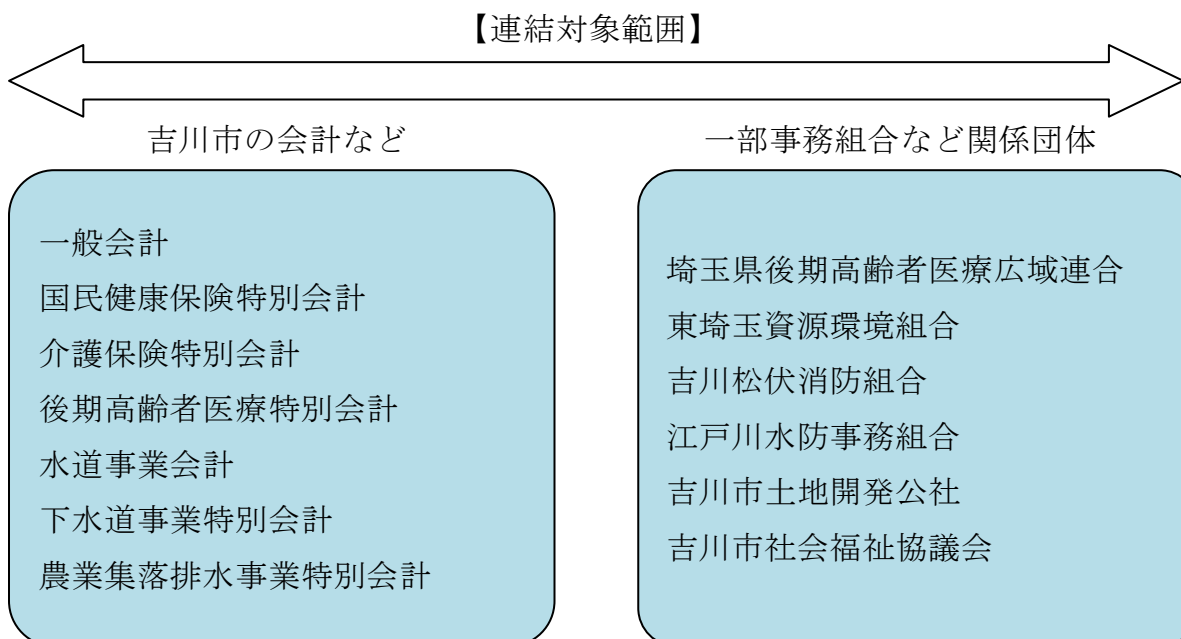 【連結対象範囲】
吉川市の会計など
一般会計
国民健康保険特別会計
介護保険特別会計
後期高齢者医療特別会計
水道事業会計
下水道事業特別会計
農業集落排水事業特別会計
一部事務組合など関係団体
埼玉県後期高齢者医療広域連合
東埼玉資源環境組合
吉川松伏消防組合
江戸川水防事務組合
吉川市土地開発公社
吉川市社会福祉協議会